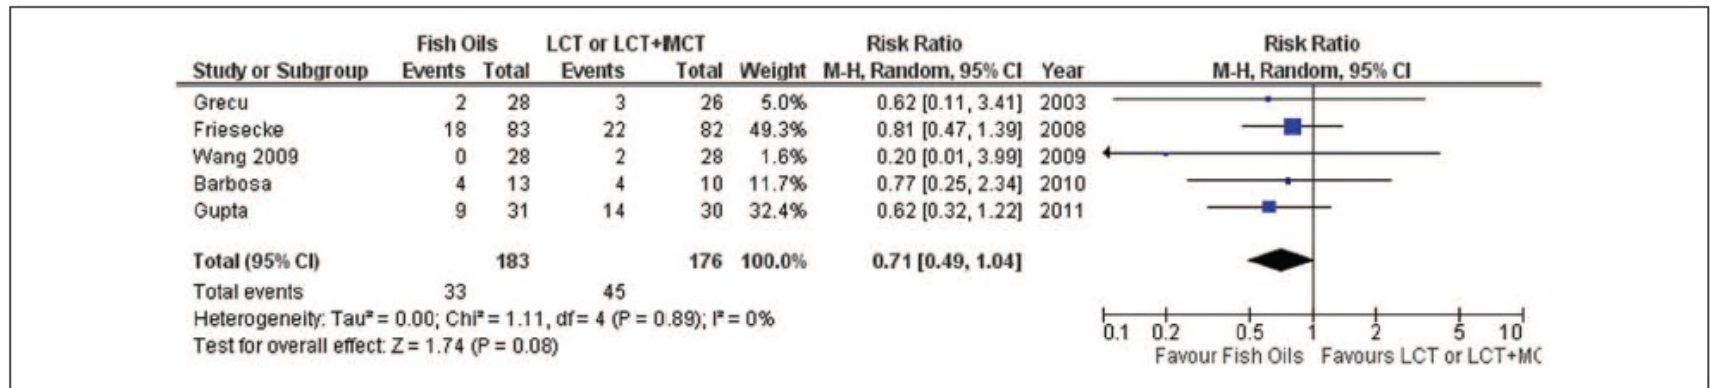 Fish Oils LCT or LCT+MCT Risk Ratio Risk Ratio
Study or Subgroup Events Total Events Total Weight M-H, Random, 95% CI Year M-H, Random, 95% CI
Grecu 2 28 3 26 5.0% 0.62 [0.11, 3.41] 2003
Friesecke 18 83 22 82 49.3% 0.81 [0.47, 1.39] 2008
Wang 2009 0 28 2 28 1.6% 0.20 [0.01, 3.99] 2009
Barbosa 4 13 4 10 11.7% 0.77 [0.25, 2.34] 2010
Gupta 9 31 14 30 32.4% 0.62 [0.32, 1.22] 2011
Total (95% CI) 183 176 100.0% 0.71 [0.49, 1.04]
Total events 33 45
Heterogeneity: Tau² = 0.00; Chi² = 1.11, df = 4 (P = 0.89); I² = 0%
Test for overall effect: Z = 1.74 (P = 0.08)
0.1 0.2 0.5 1 2 5 10
Favour Fish Oils Favours LCT or LCT+MC